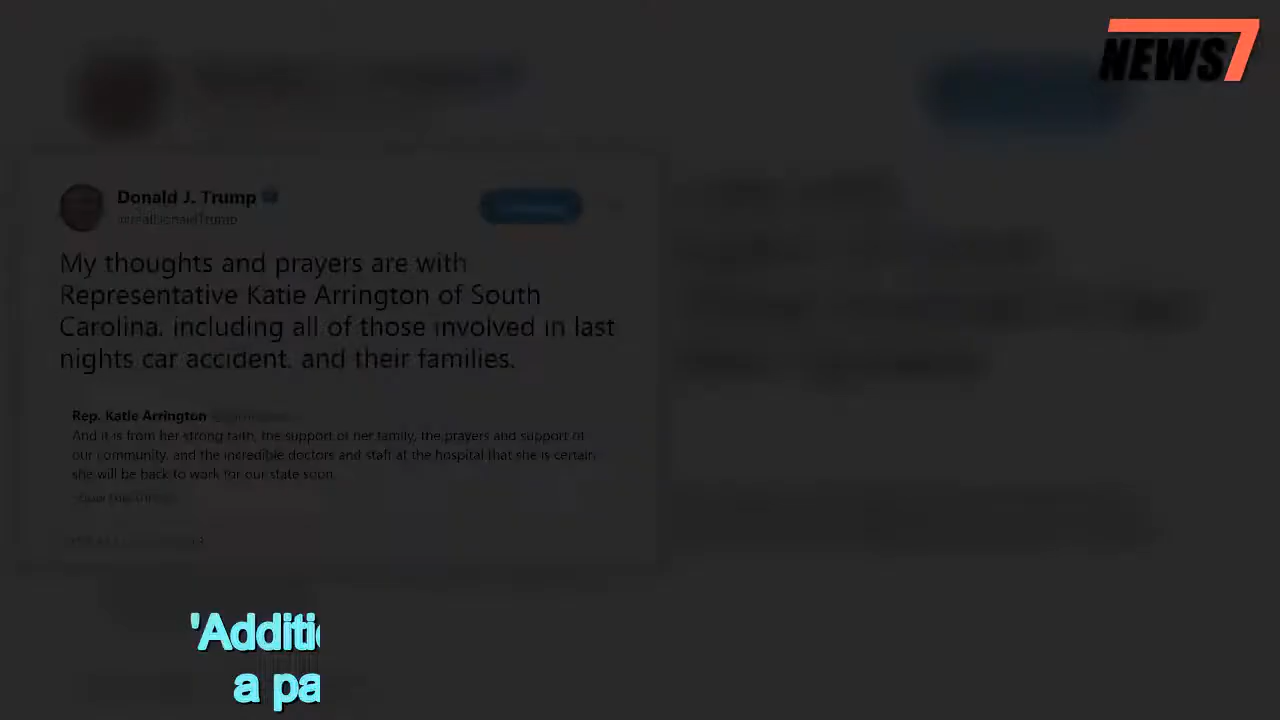 NEWS7
Donald J. Trump
@realDonaldTrump
My thoughts and prayers are with
Representative Katie Arrington of South
Carolina, including all of those involved in last
nights car accident, and their families.
Rep. Katie Arrington
And it is from her strong faith, the support of her family, the prayers and support of
our community, and the incredible doctors and staff at the hospital that she is certain
she will be back to work for our state soon.
'Additi
a pa